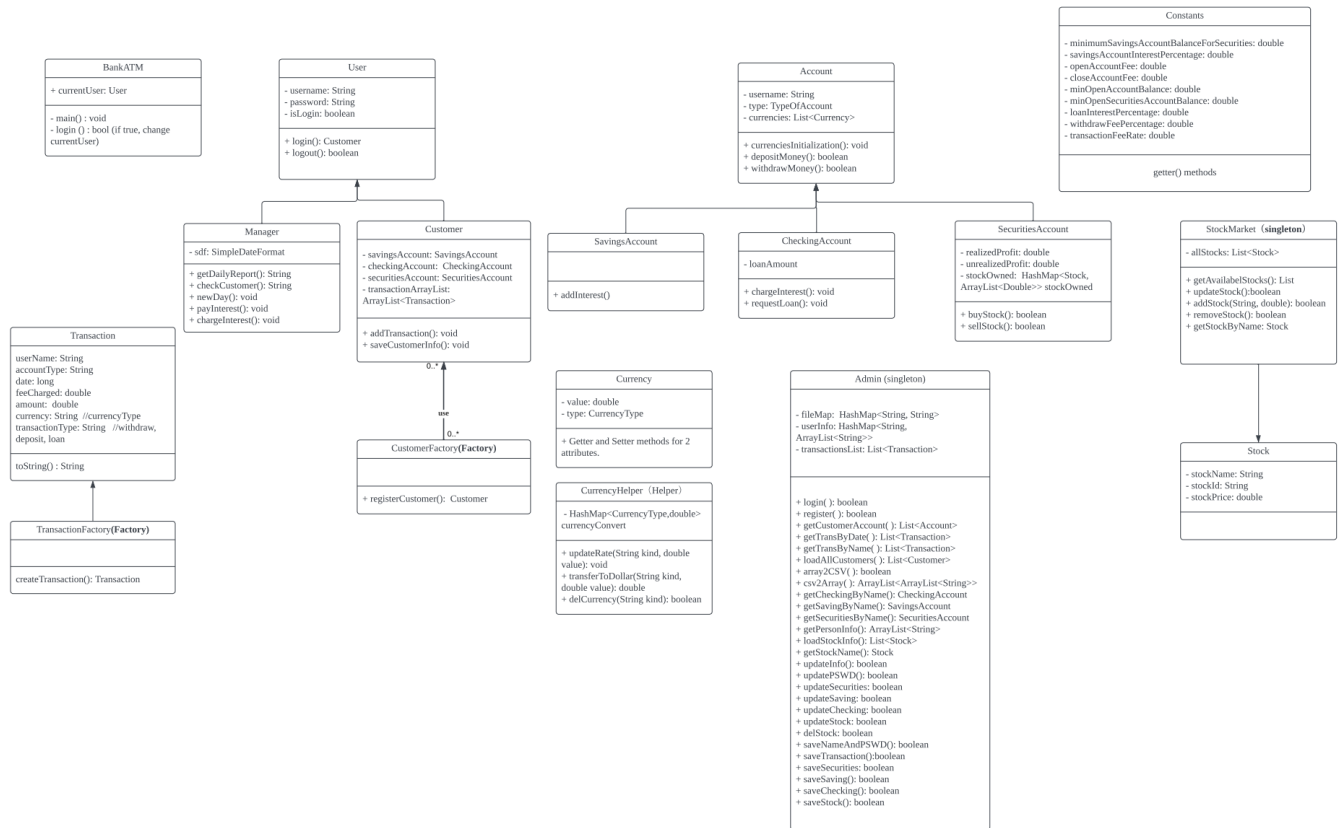 Constants
- minimumSavingsAccountBalanceForSecurities: double
- savingsAccountInterestPercentage: double
- openAccountFee: double
- closeAccountFee: double
- minOpenAccountBalance: double
- minOpenSecuritiesAccountBalance: double
- loanInterestPercentage: double
- withdrawFeePercentage: double
- transactionFeeRate: double
getter() methods
BankATM
+ currentUser: User
- main() : void
- login () : bool (if true, change
currentUser)
User
- username: String
- password: String
- isLogin: boolean
+ login(): Customer
+ logout(): boolean
Account
- username: String
- type: TypeOfAccount
- currencies: List<Currency>
+ currenciesInitialization(): void
+ depositMoney(): boolean
+ withdrawMoney(): boolean
Manager
- sdf: SimpleDateFormat
+ getDailyReport(): String
+ checkCustomer(): String
+ newDay(): void
+ payInterest(): void
+ chargeInterest(): void
Customer
- savingsAccount: SavingsAccount
- checkingAccount:  CheckingAccount
- securitiesAccount: SecuritiesAccount
- transactionArrayList:
ArrayList<Transaction>
+ addTransaction(): void
+ saveCustomerInfo(): void
SavingsAccount
+ addInterest()
CheckingAccount
- loanAmount
+ chargeInterest(): void
+ requestLoan(): void
SecuritiesAccount
- realizedProfit: double
- unrealizedProfit: double
- stockOwned:  HashMap<Stock,
ArrayList<Double>> stockOwned
+ buyStock(): boolean
+ sellStock(): boolean
StockMarket（singleton）
- allStocks: List<Stock>
+ getAvailabelStocks(): List
+ updateStock():boolean
+ addStock(String, double): boolean
+ removeStock(): boolean
+ getStockByName: Stock
Transaction
userName: String
accountType: String
date: long
feeCharged: double
amount:  double
currency: String  //currencyType
transactionType: String   //withdraw,
deposit, loan
toString() : String
0..*
use
0..*
CustomerFactory(Factory)
+ registerCustomer():  Customer
Currency
- value: double
- type: CurrencyType
+ Getter and Setter methods for 2
attributes.
CurrencyHelper（Helper）
- HashMap<CurrencyType,double>
currencyConvert
+ updateRate(String kind, double
value): void
+ transferToDollar(String kind,
double value): double
+ delCurrency(String kind): boolean
Admin (singleton)
- fileMap:  HashMap<String, String>
- userInfo: HashMap<String,
ArrayList<String>>
- transactionsList: List<Transaction>
+ login( ): boolean
+ register( ): boolean
+ getCustomerAccount( ): List<Account>
+ getTransByDate( ): List<Transaction>
+ getTransByName( ): List<Transaction>
+ loadAllCustomers( ): List<Customer>
+ array2CSV( ): boolean
+ csv2Array( ): ArrayList<ArrayList<String>>
+ getCheckingByName(): CheckingAccount
+ getSavingByName(): SavingsAccount
+ getSecuritiesByName(): SecuritiesAccount
+ getPersonInfo(): ArrayList<String>
+ loadStockInfo(): List<Stock>
+ getStockName(): Stock
+ updateInfo(): boolean
+ updatePSWD(): boolean
+ updateSecurities: boolean
+ updateSaving: boolean
+ updateChecking: boolean
+ updateStock: boolean
+ delStock: boolean
+ saveNameAndPSWD(): boolean
+ saveTransaction():boolean
+ saveSecurities: boolean
+ saveSaving(): boolean
+ saveChecking(): boolean
+ saveStock(): boolean
Stock
- stockName: String
- stockId: String
- stockPrice: double
TransactionFactory(Factory)
createTransaction(): Transaction